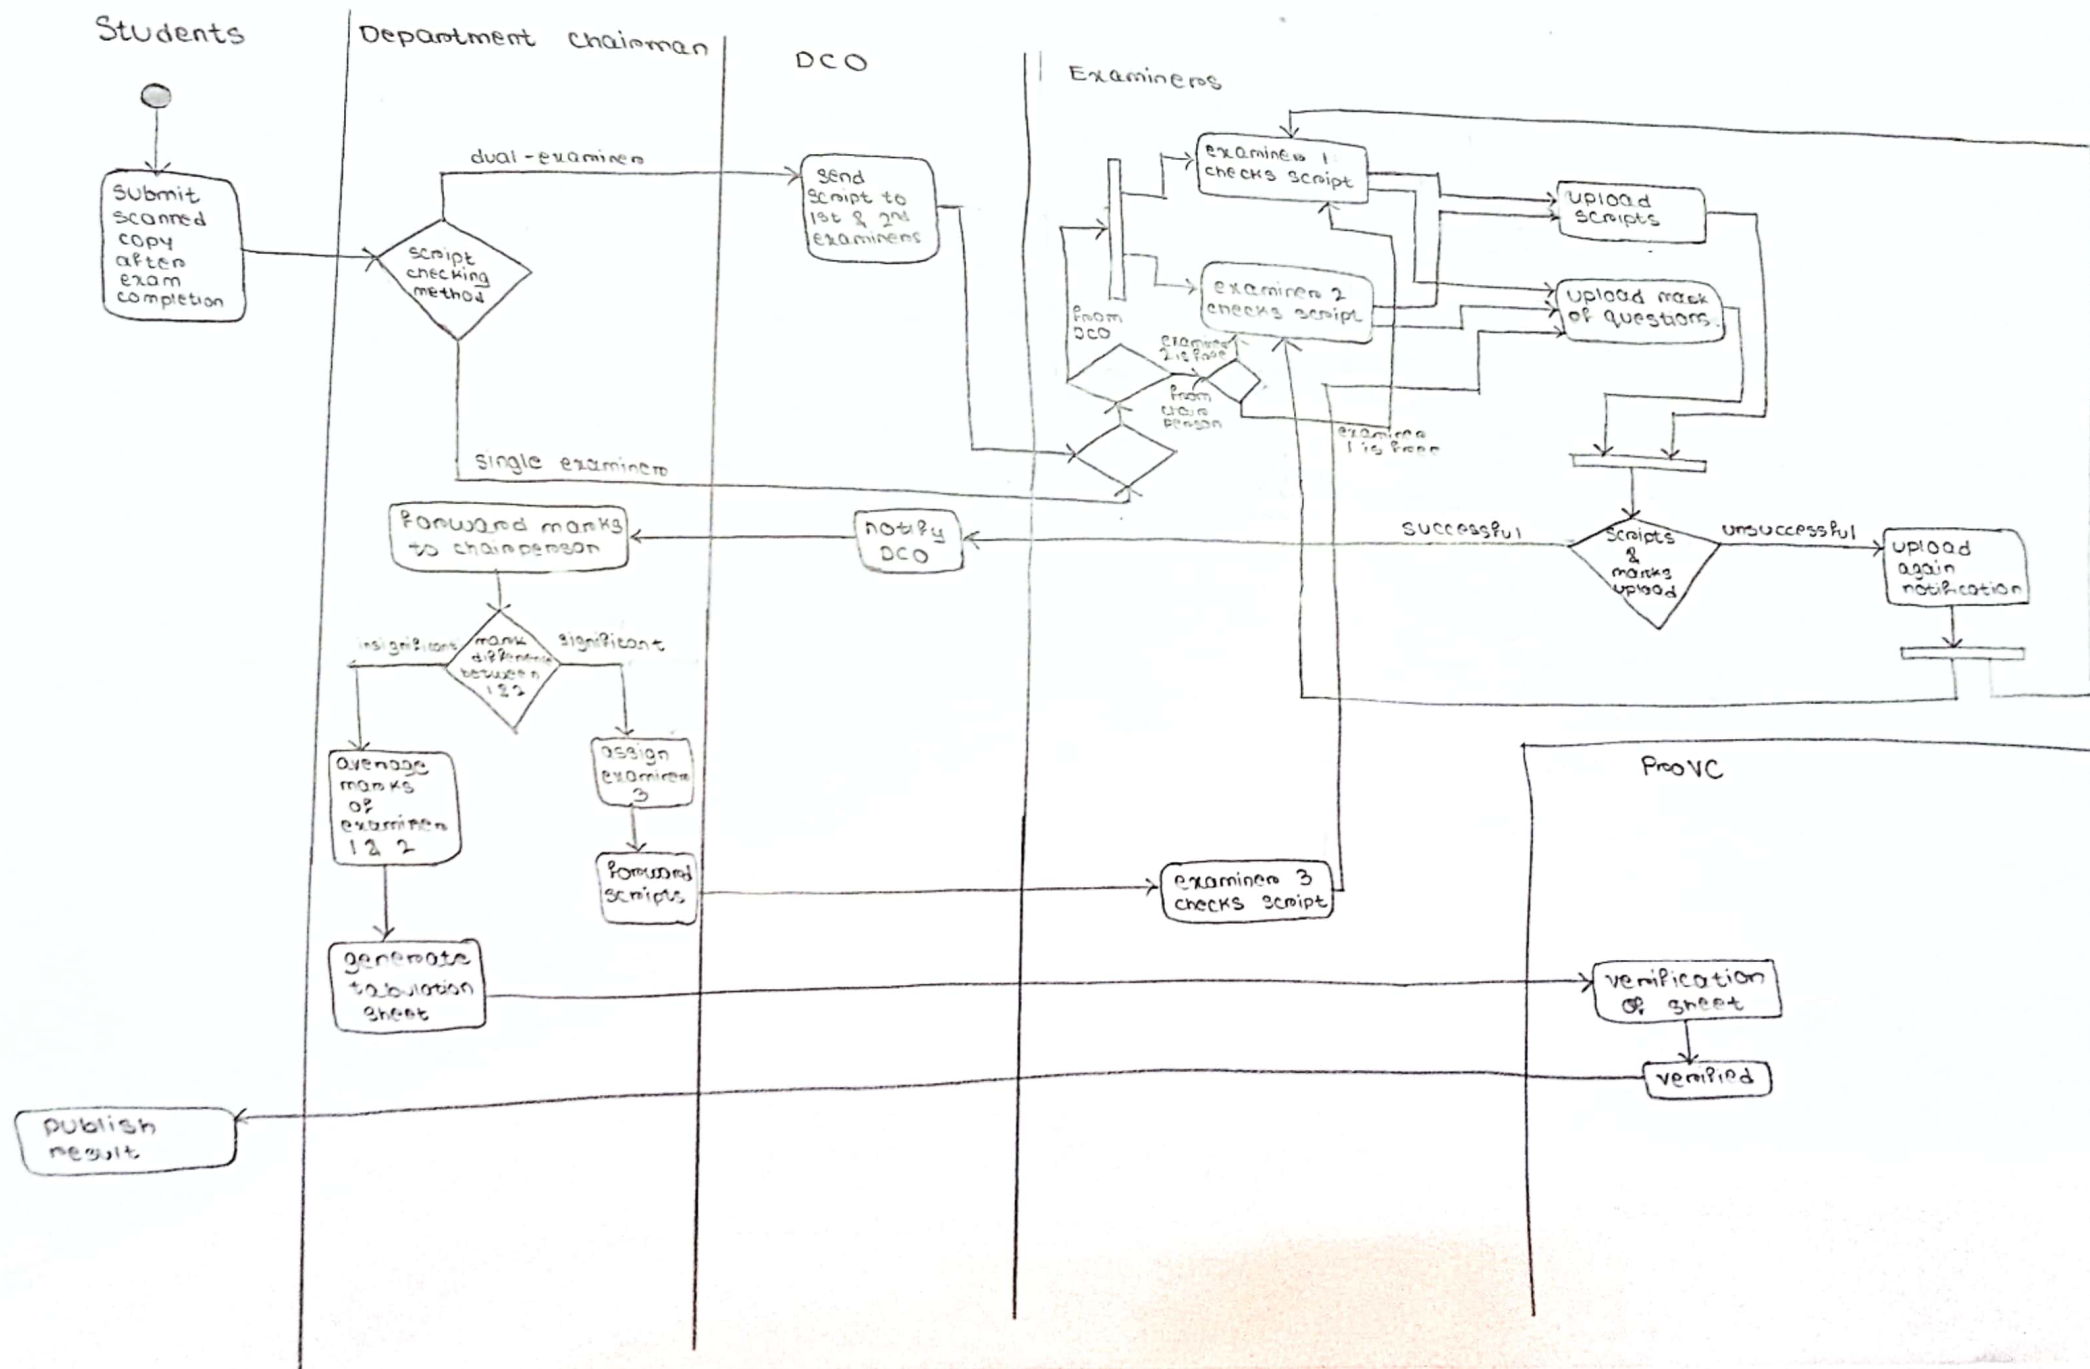 Students
Department Chairman
DCO
Examiners
submit
scanned
copy
after
exam
completion
dual-examiner
script
checking
method
single examiner
send
script to
1st & 2nd
examiners
examiner 1
checks script
examiner 2
checks script
from
DCO
examiner
2 is free
from
chair
person
examiner
1 is free
upload
scripts
upload mark
of questions.
scripts
&
marks
upload
successful
unsuccessful
upload
again
notification
notify
DCO
forward marks
to chairperson
insignificant
mark
difference
between
1 & 2
significant
average
marks
of
examiner
1 & 2
assign
examiner
3
forward
scripts
examiner 3
checks script
generate
tabulation
sheet
ProVC
verification
of sheet
verified
publish
result